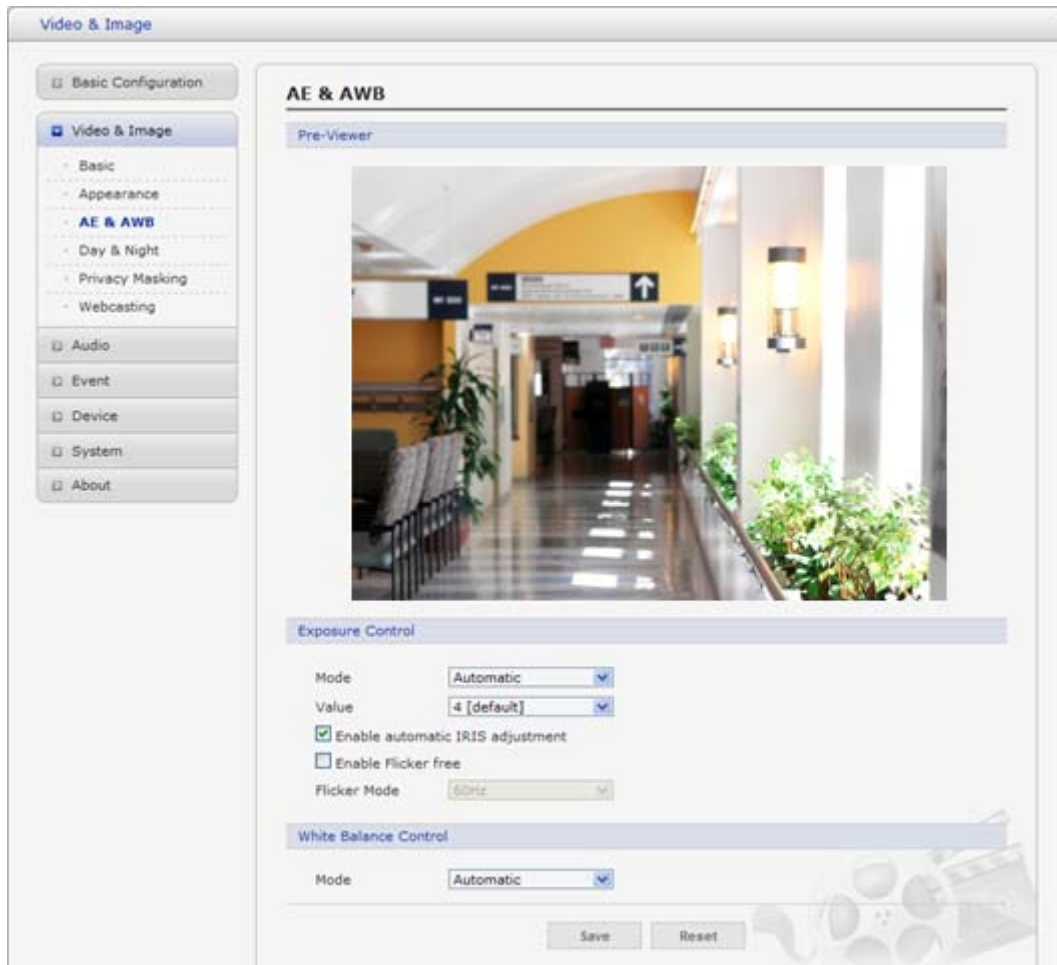 Video & Image
Basic Configuration
Video & Image
Basic
Appearance
AE & AWB
Day & Night
Privacy Masking
Webcasting
Audio
Event
Device
System
About
AE & AWB
Pre-Viewer
Exposure Control
Mode Automatic
Value 4 [default]
Enable automatic IRIS adjustment
Enable Flicker free
Flicker Mode 60Hz
White Balance Control
Mode Automatic
Save Reset